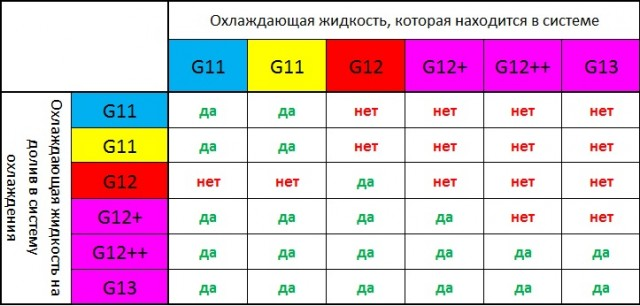 Охлаждающая жидкость, которая находится в системе
G11 G11 G12 G12+ G12++ G13
Охлаждающая жидкость на
долив в систему
охлаждения
G11 да да нет нет нет нет
G11 да да нет нет нет нет
G12 нет нет да нет нет нет
G12+ да да да да нет нет
G12++ да да да да да да
G13 да да да да да да